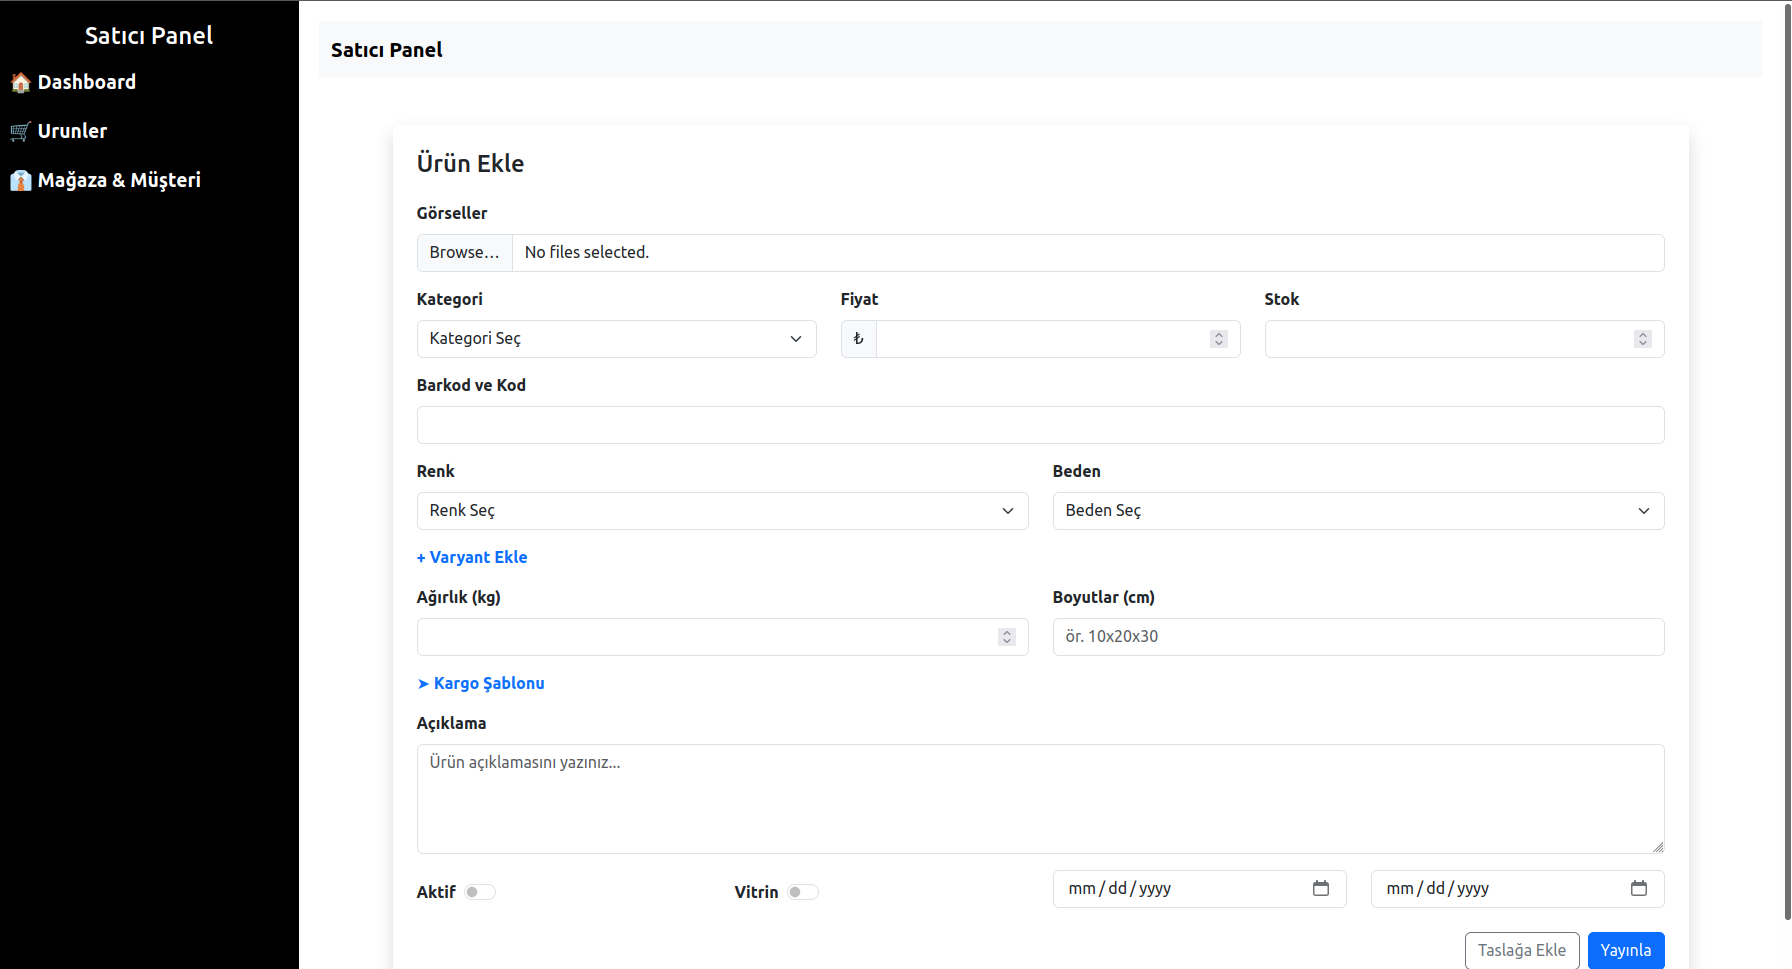 Satıcı Panel
Dashboard
Urunler
Mağaza & Müşteri
Satıcı Panel
Ürün Ekle
Görseller
Browse… No files selected.
Kategori Fiyat Stok
Kategori Seç ₺
Barkod ve Kod
Renk Beden
Renk Seç Beden Seç
+ Varyant Ekle
Ağırlık (kg) Boyutlar (cm)
ör. 10x20x30
➤ Kargo Şablonu
Açıklama
Ürün açıklamasını yazınız...
Aktif Vitrin mm/dd/yyyy mm/dd/yyyy
Taslağa Ekle Yayınla